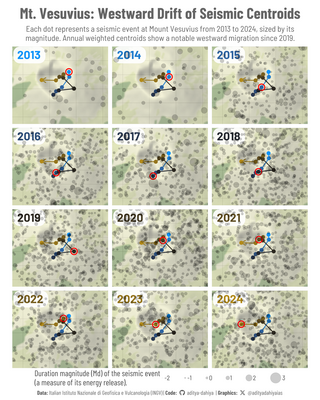 Mt. Vesuvius: Westward Drift of Seismic Centroids
Each dot represents a seismic event at Mount Vesuvius from 2013 to 2024, sized by its
magnitude. Annual weighted centroids show a notable westward migration since 2019.
2013
2014
2015
2016
2017
2018
2019
2020
2021
2022
2023
2024
Duration magnitude (Md) of the seismic event
(a measure of its energy release).
-2 -1 0 1 2 3
Data: Italian Istituto Nazionale di Geofisica e Vulcanologia (INGV) Code: aditya-dahiya | Graphics: @adityadahiyaias